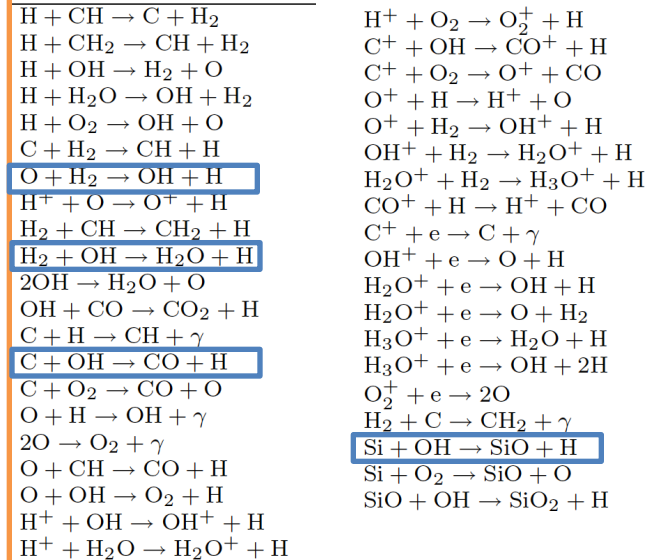 H + CH → C + H₂
H + CH₂ → CH + H₂
H + OH → H₂ + O
H + H₂O → OH + H₂
H + O₂ → OH + O
C + H₂ → CH + H
O + H₂ → OH + H
H⁺ + O → O⁺ + H
H₂ + CH → CH₂ + H
H₂ + OH → H₂O + H
2OH → H₂O + O
OH + CO → CO₂ + H
C + H → CH + γ
C + OH → CO + H
C + O₂ → CO + O
O + H → OH + γ
2O → O₂ + γ
O + CH → CO + H
O + OH → O₂ + H
H⁺ + OH → OH⁺ + H
H⁺ + H₂O → H₂O⁺ + H
H⁺ + O₂ → O₂⁺ + H
C⁺ + OH → CO⁺ + H
C⁺ + O₂ → O⁺ + CO
O⁺ + H → H⁺ + O
O⁺ + H₂ → OH⁺ + H
OH⁺ + H₂ → H₂O⁺ + H
H₂O⁺ + H₂ → H₃O⁺ + H
CO⁺ + H → H⁺ + CO
C⁺ + e → C + γ
OH⁺ + e → O + H
H₂O⁺ + e → OH + H
H₂O⁺ + e → O + H₂
H₃O⁺ + e → H₂O + H
H₃O⁺ + e → OH + 2H
O₂⁺ + e → 2O
H₂ + C → CH₂ + γ
Si + OH → SiO + H
Si + O₂ → SiO + O
SiO + OH → SiO₂ + H